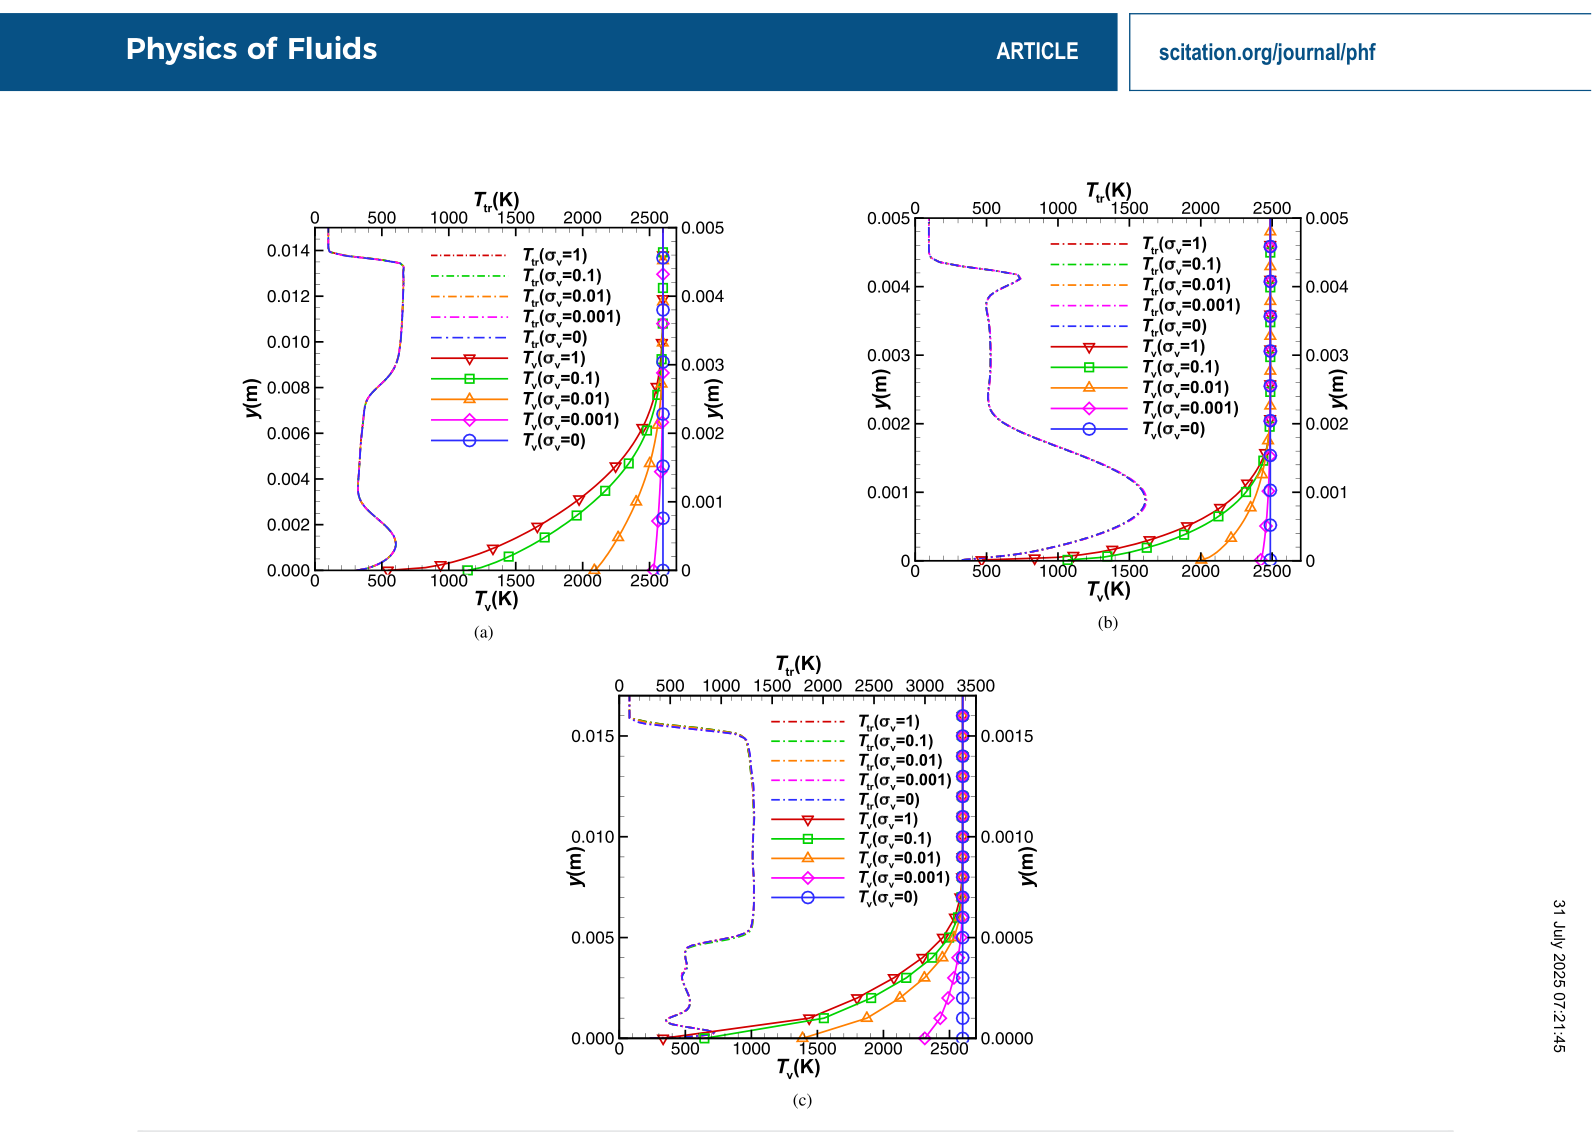 Physics of Fluids
ARTICLE
scitation.org/journal/phf
T_tr(K)
0 500 1000 1500 2000 2500
0.014
0.012
0.010
0.008
0.006
0.004
0.002
0.000
y(m)
T_tr(σ_v=1)
T_tr(σ_v=0.1)
T_tr(σ_v=0.01)
T_tr(σ_v=0.001)
T_tr(σ_v=0)
T_v(σ_v=1)
T_v(σ_v=0.1)
T_v(σ_v=0.01)
T_v(σ_v=0.001)
T_v(σ_v=0)
0.005
0.004
0.003
0.002
0.001
0
y(m)
0 500 1000 1500 2000 2500
T_v(K)
(a)
T_tr(K)
0 500 1000 1500 2000 2500
0.005
0.004
0.003
0.002
0.001
0
y(m)
T_tr(σ_v=1)
T_tr(σ_v=0.1)
T_tr(σ_v=0.01)
T_tr(σ_v=0.001)
T_tr(σ_v=0)
T_v(σ_v=1)
T_v(σ_v=0.1)
T_v(σ_v=0.01)
T_v(σ_v=0.001)
T_v(σ_v=0)
0.005
0.004
0.003
0.002
0.001
0
y(m)
0 500 1000 1500 2000 2500
T_v(K)
(b)
T_tr(K)
0 500 1000 1500 2000 2500 3000 3500
0.015
0.010
0.005
0.000
y(m)
T_tr(σ_v=1)
T_tr(σ_v=0.1)
T_tr(σ_v=0.01)
T_tr(σ_v=0.001)
T_tr(σ_v=0)
T_v(σ_v=1)
T_v(σ_v=0.1)
T_v(σ_v=0.01)
T_v(σ_v=0.001)
T_v(σ_v=0)
0.0015
0.0010
0.0005
0.0000
y(m)
0 500 1000 1500 2000 2500
T_v(K)
(c)
31 July 2025 07:21:45